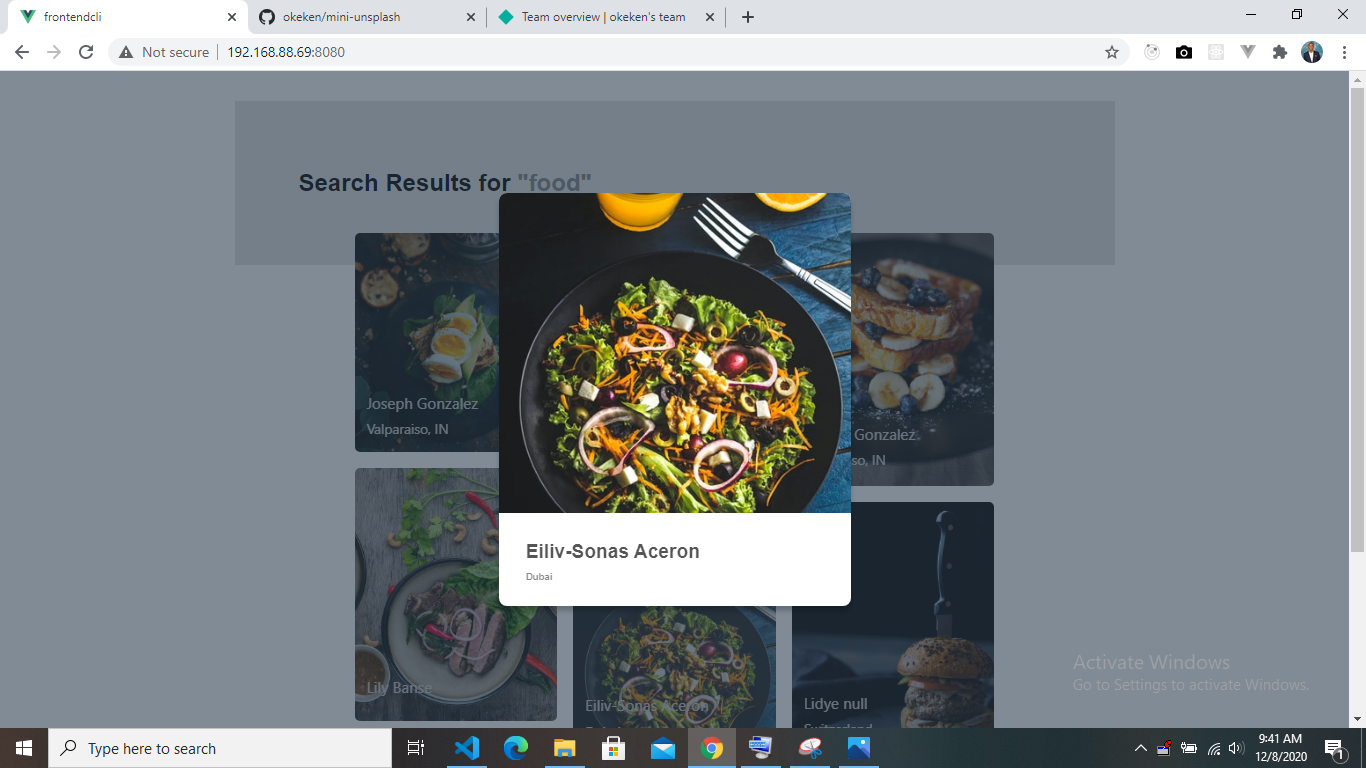 frontendcli
okeken/mini-unsplash
Team overview | okeken's team
Not secure
192.168.88.69:8080
Search Results for "food"
Joseph Gonzalez
Valparaiso, IN
Gonzalez
so, IN
Eiliv-Sonas Aceron
Dubai
Lily Banse
Eiliv-Sonas Aceron
Lidye null
Switzerland
Activate Windows
Go to Settings to activate Windows.
Type here to search
9:41 AM
12/8/2020
1